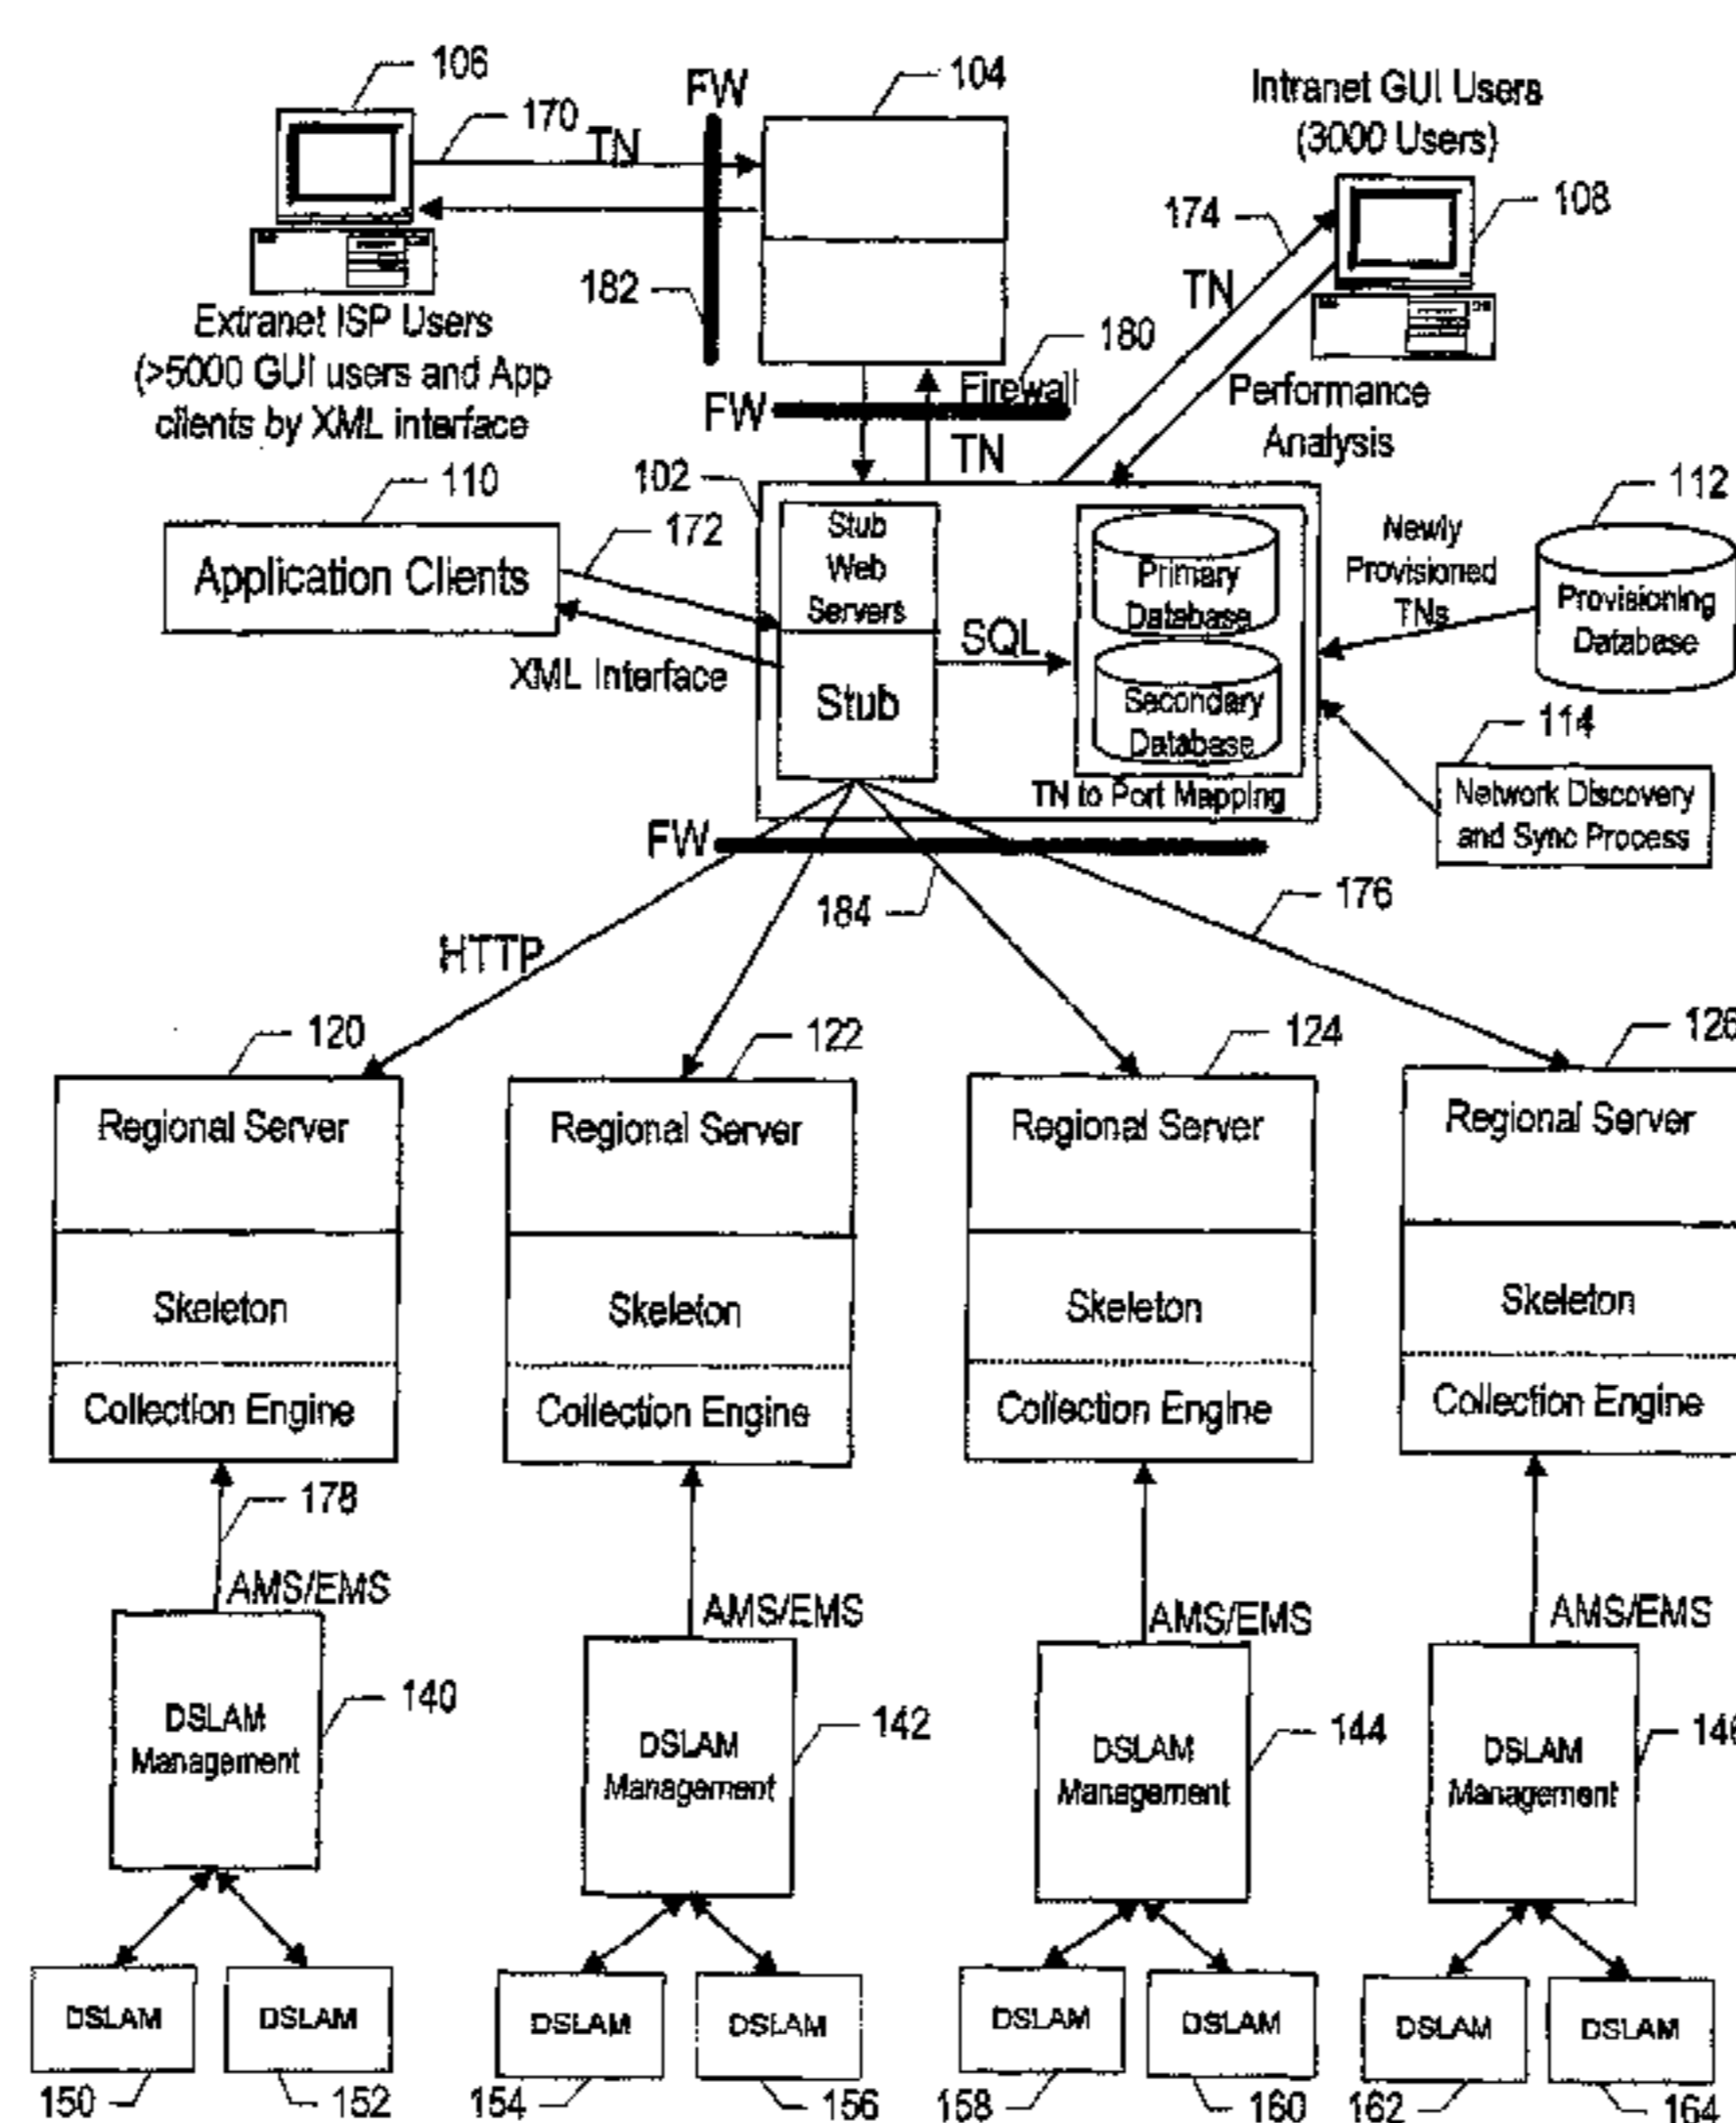 106
170
TN
FW
104
Intranet GUI Users
(3000 Users)
174
108
182
TN
Extranet ISP Users
(>5000 GUI users and App
clients by XML interface
180
Firewall
FW
TN
Performance
Analysis
102
110
172
Application Clients
XML Interface
Stub
Web
Servers
Stub
SQL
Primary
Database
Secondary
Database
TN to Port Mapping
Newly
Provisioned
TNs
112
Provisioning
Database
114
Network Discovery
and Sync Process
FW
184
176
HTTP
120
122
124
126
Regional Server
Regional Server
Regional Server
Regional Server
Skeleton
Skeleton
Skeleton
Skeleton
Collection Engine
Collection Engine
Collection Engine
Collection Engine
178
AMS/EMS
AMS/EMS
AMS/EMS
AMS/EMS
140
142
144
146
DSLAM
Management
DSLAM
Management
DSLAM
Management
DSLAM
Management
DSLAM
DSLAM
DSLAM
DSLAM
DSLAM
DSLAM
DSLAM
DSLAM
150
152
154
156
158
160
162
164